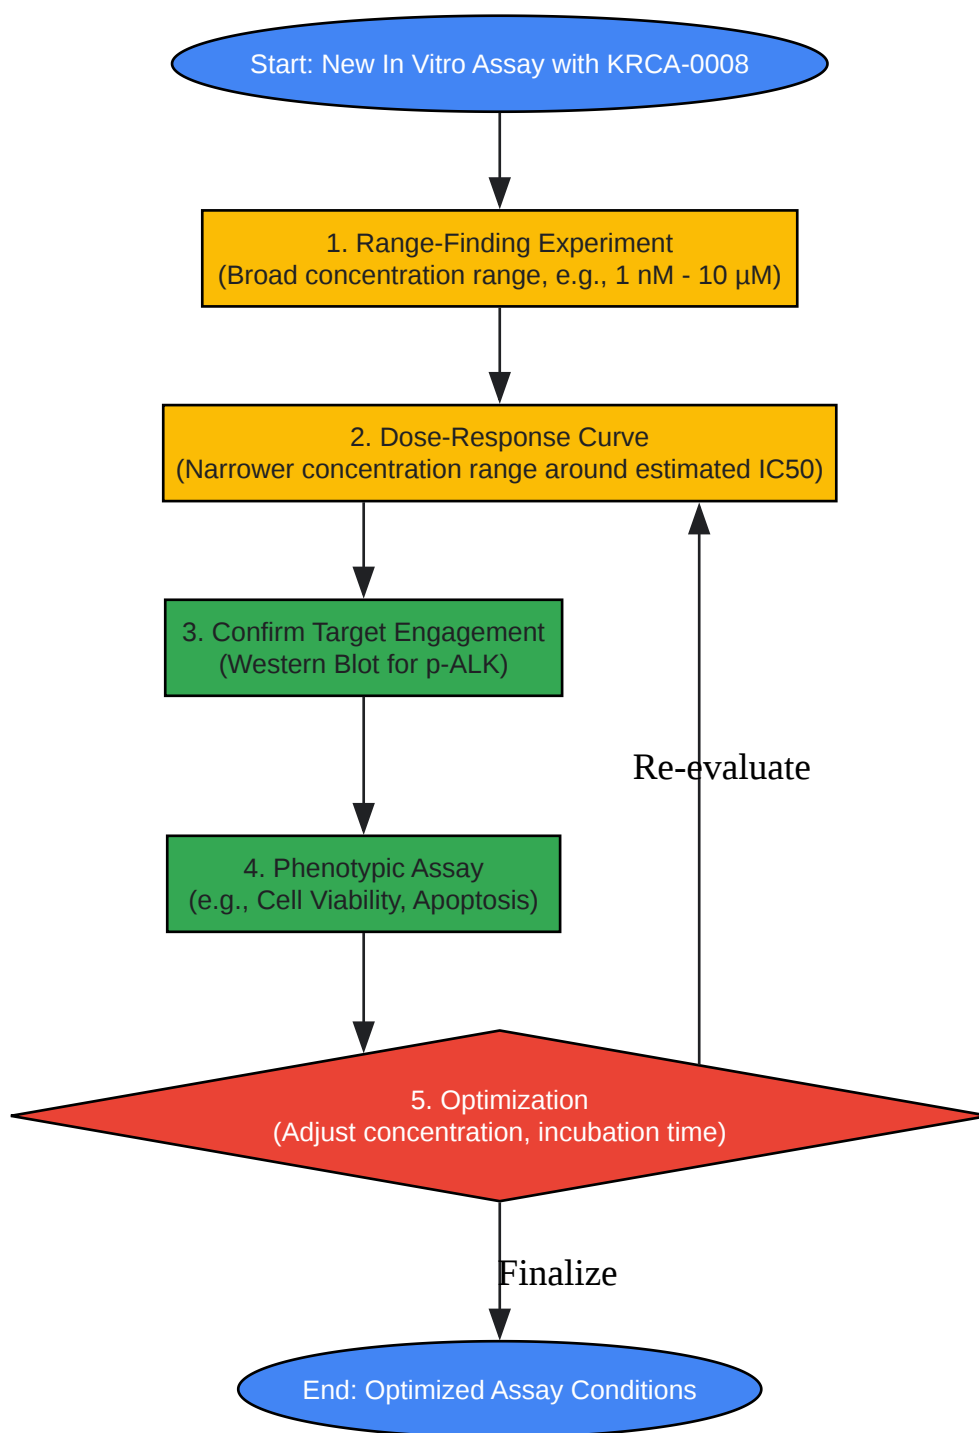 Start: New In Vitro Assay with KRCA-0008
1. Range-Finding Experiment
(Broad concentration range, e.g., 1 nM - 10 µM)
2. Dose-Response Curve
(Narrower concentration range around estimated IC50)
3. Confirm Target Engagement
(Western Blot for p-ALK)
Re-evaluate
4. Phenotypic Assay
(e.g., Cell Viability, Apoptosis)
5. Optimization
(Adjust concentration, incubation time)
Finalize
End: Optimized Assay Conditions